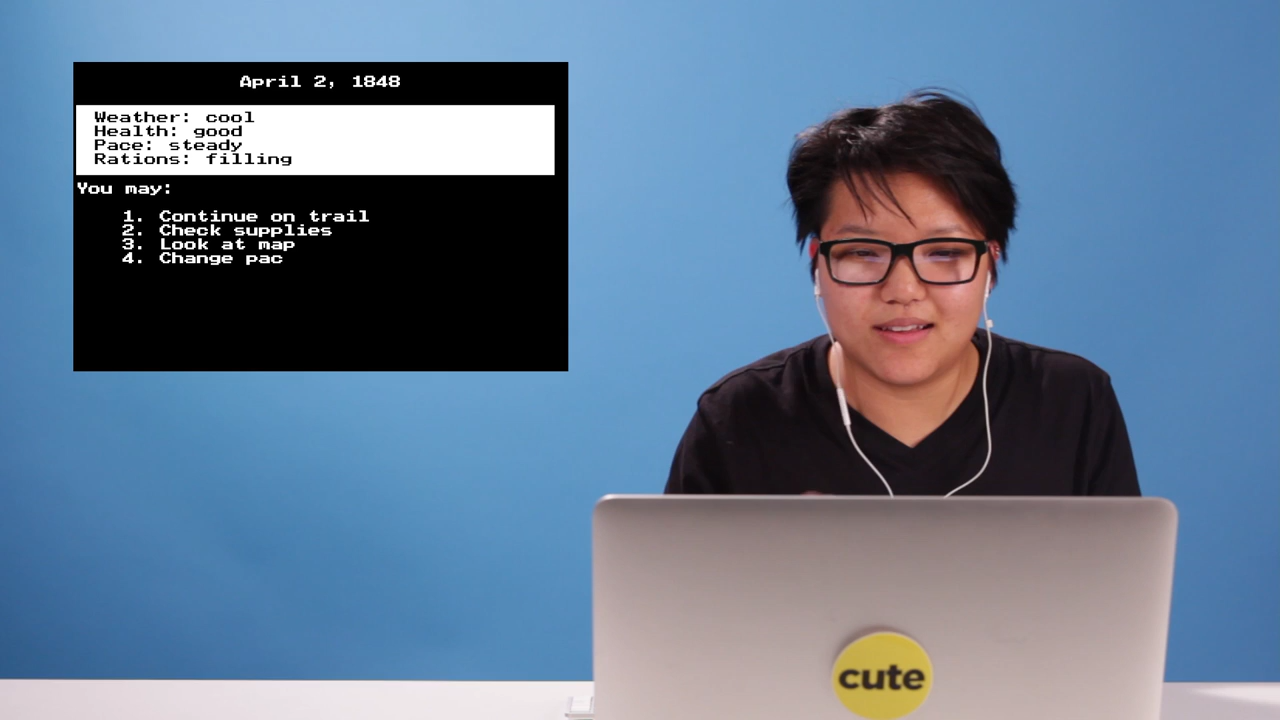 April 2, 1848
Weather: cool
Health: good
Pace: steady
Rations: filling
You may:
1. Continue on trail
2. Check supplies
3. Look at map
4. Change pac
cute